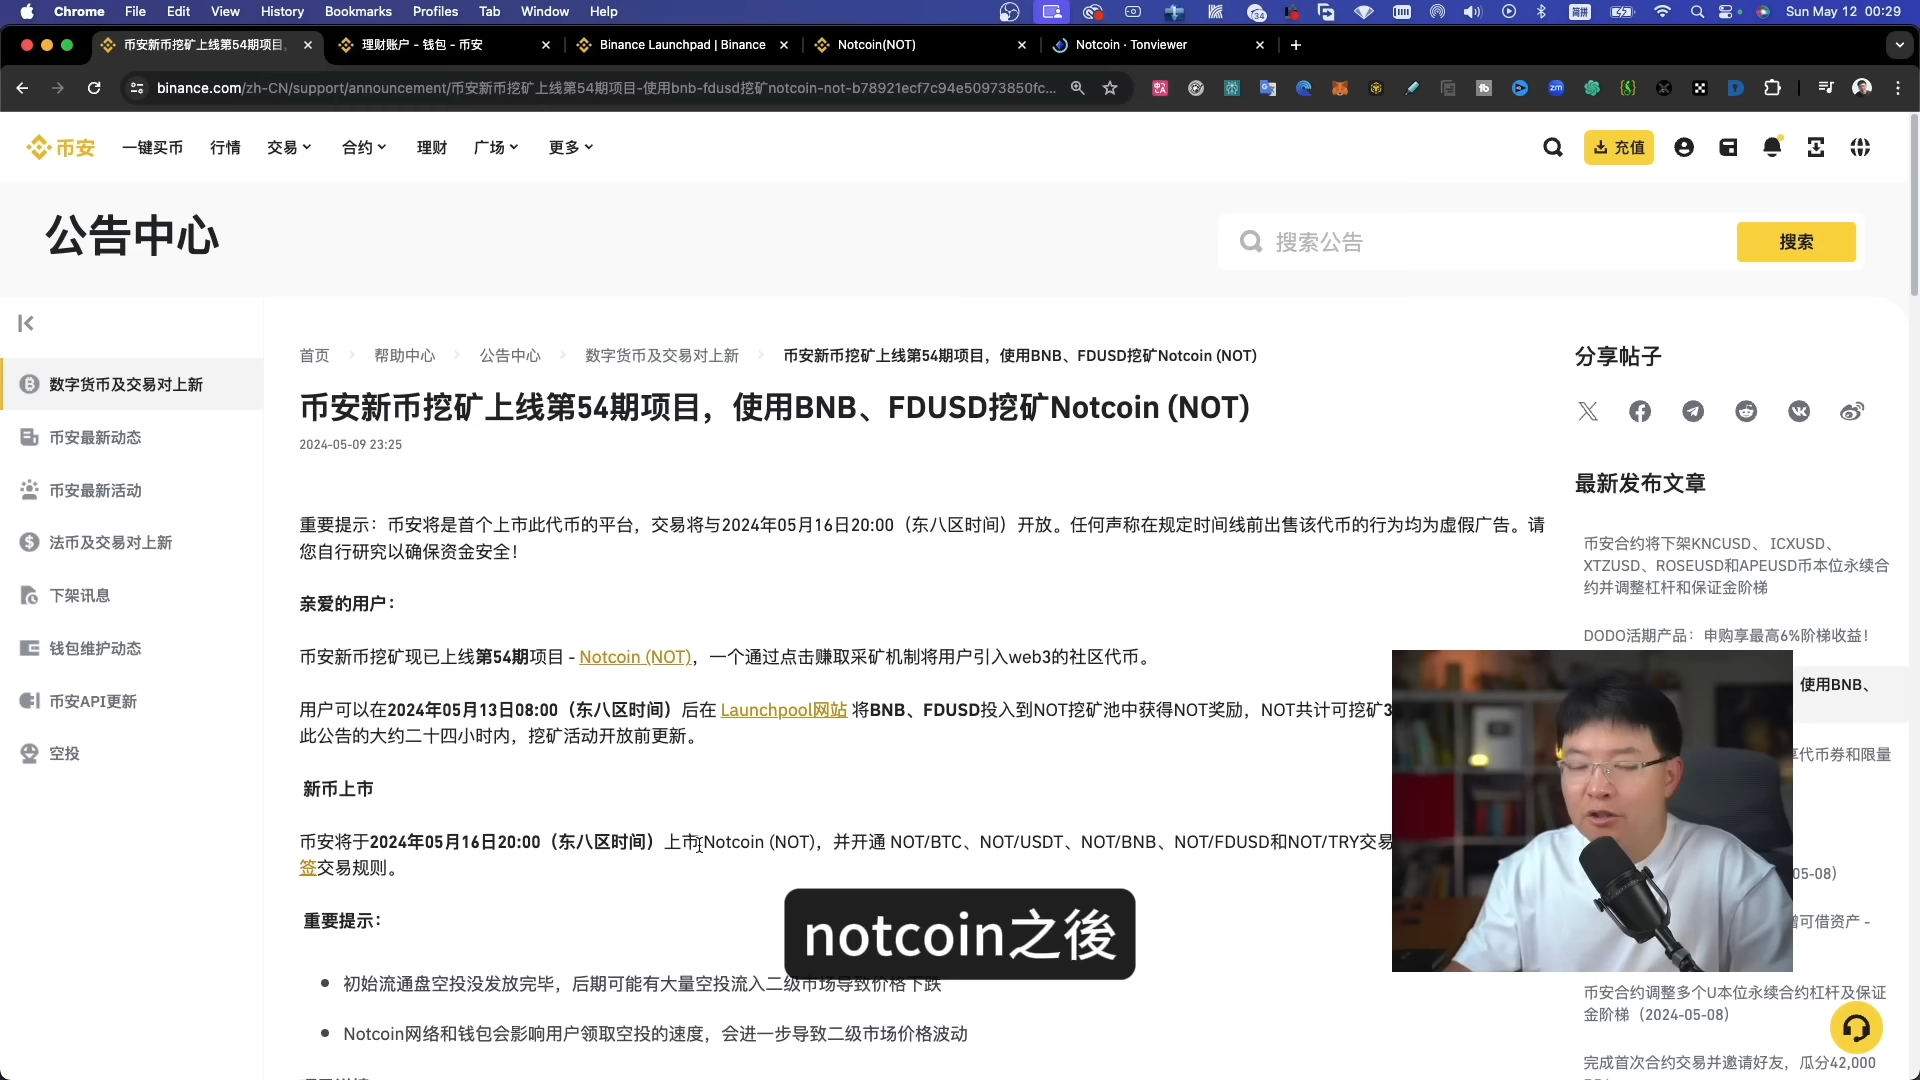 Chrome File Edit View History Bookmarks Profiles Tab Window Help
34
简拼
Sun May 12 00:29
币安新币挖矿上线第54期项目,
理财账户 - 钱包 - 币安
Binance Launchpad | Binance
Notcoin(NOT)
Notcoin · Tonviewer
binance.com/zh-CN/support/announcement/币安新币挖矿上线第54期项目-使用bnb-fdusd挖矿notcoin-not-b78921ecf7c94e50973850fc...
币安 一键买币 行情 交易 合约 理财 广场 更多
充值
公告中心
搜索公告
搜索
数字货币及交易对上新
币安最新动态
币安最新活动
法币及交易对上新
下架讯息
钱包维护动态
币安API更新
空投
首页 > 帮助中心 > 公告中心 > 数字货币及交易对上新 > 币安新币挖矿上线第54期项目，使用BNB、FDUSD挖矿Notcoin (NOT)
币安新币挖矿上线第54期项目，使用BNB、FDUSD挖矿Notcoin (NOT)
2024-05-09 23:25
重要提示：币安将是首个上市此代币的平台，交易将与2024年05月16日20:00（东八区时间）开放。任何声称在规定时间线前出售该代币的行为均为虚假广告。请
您自行研究以确保资金安全！
亲爱的用户：
币安新币挖矿现已上线第54期项目 - Notcoin (NOT)，一个通过点击赚取采矿机制将用户引入web3的社区代币。
用户可以在2024年05月13日08:00（东八区时间）后在 Launchpool网站 将BNB、FDUSD投入到NOT挖矿池中获得NOT奖励，NOT共计可挖矿3
此公告的大约二十四小时内，挖矿活动开放前更新。
新币上市
币安将于2024年05月16日20:00（东八区时间）上市Notcoin (NOT)，并开通 NOT/BTC、NOT/USDT、NOT/BNB、NOT/FDUSD和NOT/TRY交易
签交易规则。
重要提示：
初始流通盘空投没发放完毕，后期可能有大量空投流入二级市场导致价格下跌
Notcoin网络和钱包会影响用户领取空投的速度，会进一步导致二级市场价格波动
notcoin之後
分享帖子
最新发布文章
币安合约将下架KNCUSD、 ICXUSD、
XTZUSD、ROSEUSD和APEUSD币本位永续合
约并调整杠杆和保证金阶梯
DODO活期产品：申购享最高6%阶梯收益！
使用BNB、
享代币券和限量
05-08)
增可借资产 -
币安合约调整多个U本位永续合约杠杆及保证
金阶梯（2024-05-08）
完成首次合约交易并邀请好友，瓜分42,000